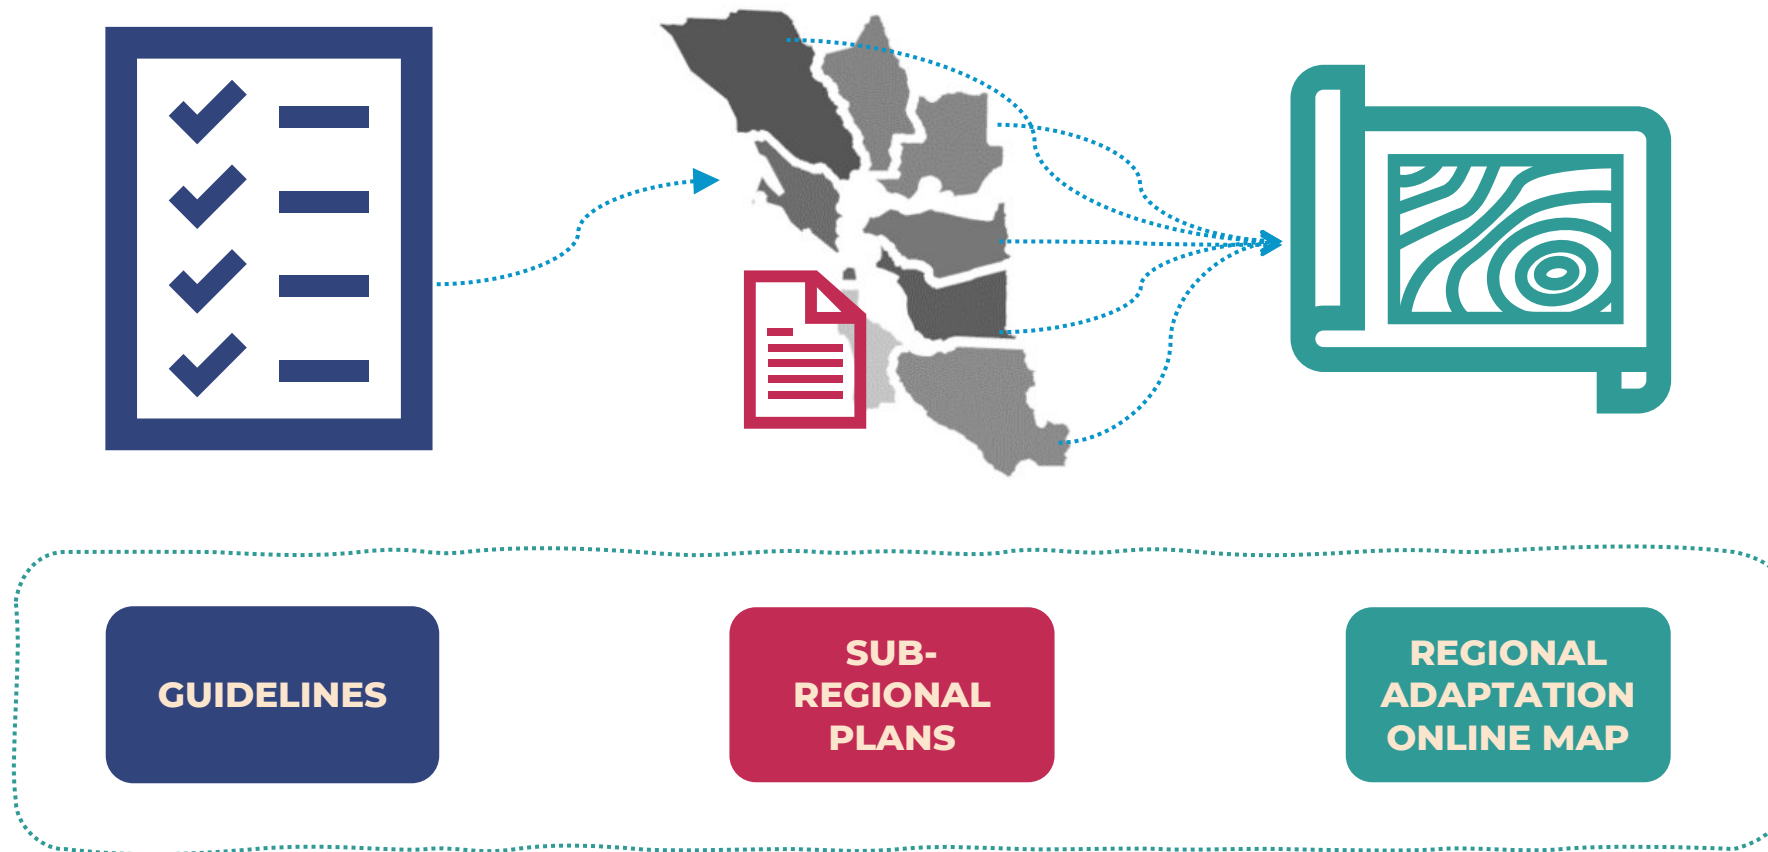 GUIDELINES
SUB-
REGIONAL
PLANS
REGIONAL
ADAPTATION
ONLINE MAP